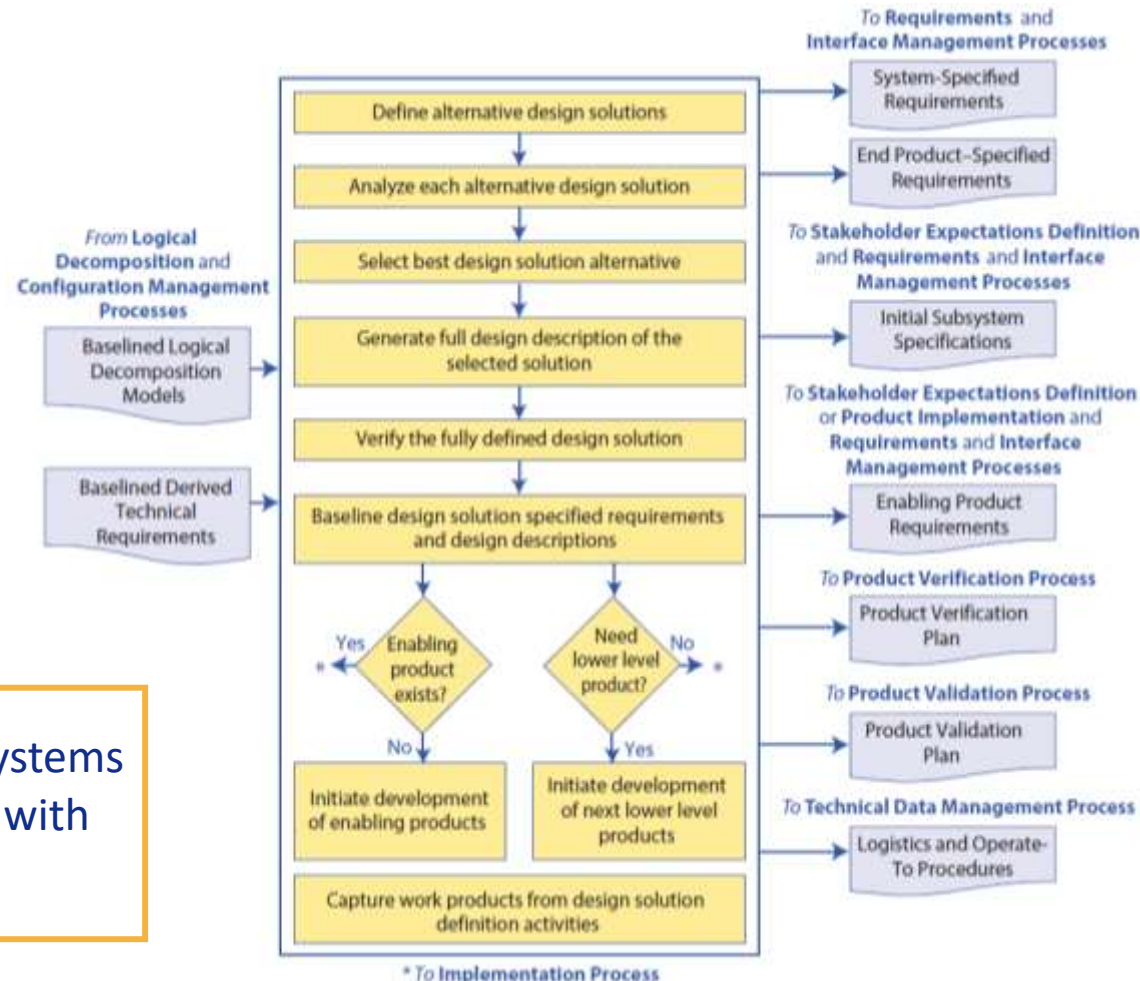 To Requirements and
Interface Management Processes
System-Specified
Requirements
Define alternative design solutions
End Product–Specified
Requirements
Analyze each alternative design solution
From Logical
Decomposition and
Configuration Management
Processes
To Stakeholder Expectations Definition
and Requirements and Interface
Management Processes
Select best design solution alternative
Initial Subsystem
Specifications
Baselined Logical
Decomposition
Models
Generate full design description of the
selected solution
To Stakeholder Expectations Definition
or Product Implementation and
Requirements and Interface
Management Processes
Verify the fully defined design solution
Baselined Derived
Technical
Requirements
Enabling Product
Requirements
Baseline design solution specified requirements
and design descriptions
To Product Verification Process
Product Verification
Plan
Yes
Enabling
product
exists?
*
No
Need
lower level
product?
No
*
Yes
To Product Validation Process
Product Validation
Plan
ystems
with
Initiate development
of enabling products
Initiate development
of next lower level
products
To Technical Data Management Process
Logistics and Operate-
To Procedures
Capture work products from design solution
definition activities
* To Implementation Process